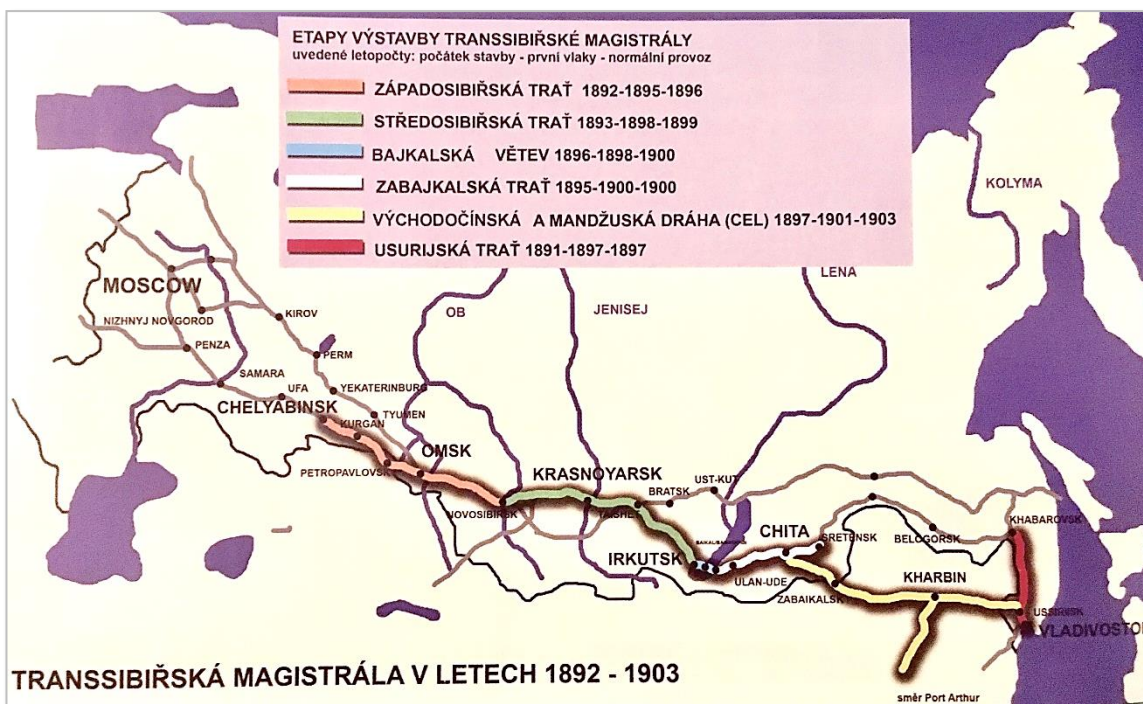 ETAPY VÝSTAVBY TRANSSIBIŘSKÉ MAGISTRÁLY
uvedené letopočty: počátek stavby - první vlaky - normální provoz
ZÁPADOSIBIŘSKÁ TRAŤ 1892-1895-1896
STŘEDOSIBIŘSKÁ TRAŤ 1893-1898-1899
BAJKALSKÁ VĚTEV 1896-1898-1900
ZABAJKALSKÁ TRAŤ 1895-1900-1900
VÝCHODOČÍNSKÁ A MANDŽUSKÁ DRÁHA (CEL) 1897-1901-1903
USURIJSKÁ TRAŤ 1891-1897-1897
KOLYMA
LENA
MOSCOW
OB
JENISEJ
NIZHNYJ NOVGOROD
KIROV
PENZA
PERM
SAMARA
UFA
YEKATERINBURG
CHELYABINSK
TYUMEN
KURGAN
OMSK
PETROPAVLOVSK
KRASNOYARSK
UST-KUT
BRATSK
NOVOSIBIRSK
TAISHET
KHABAROVSK
CHITA
SRETENSK
BELOGORSK
IRKUTSK
ULAN-UDE
KHARBIN
ZABAIKALSK
VLADIVOSTOK
TRANSSIBIŘSKÁ MAGISTRÁLA V LETECH 1892 - 1903
směr Port Arthur